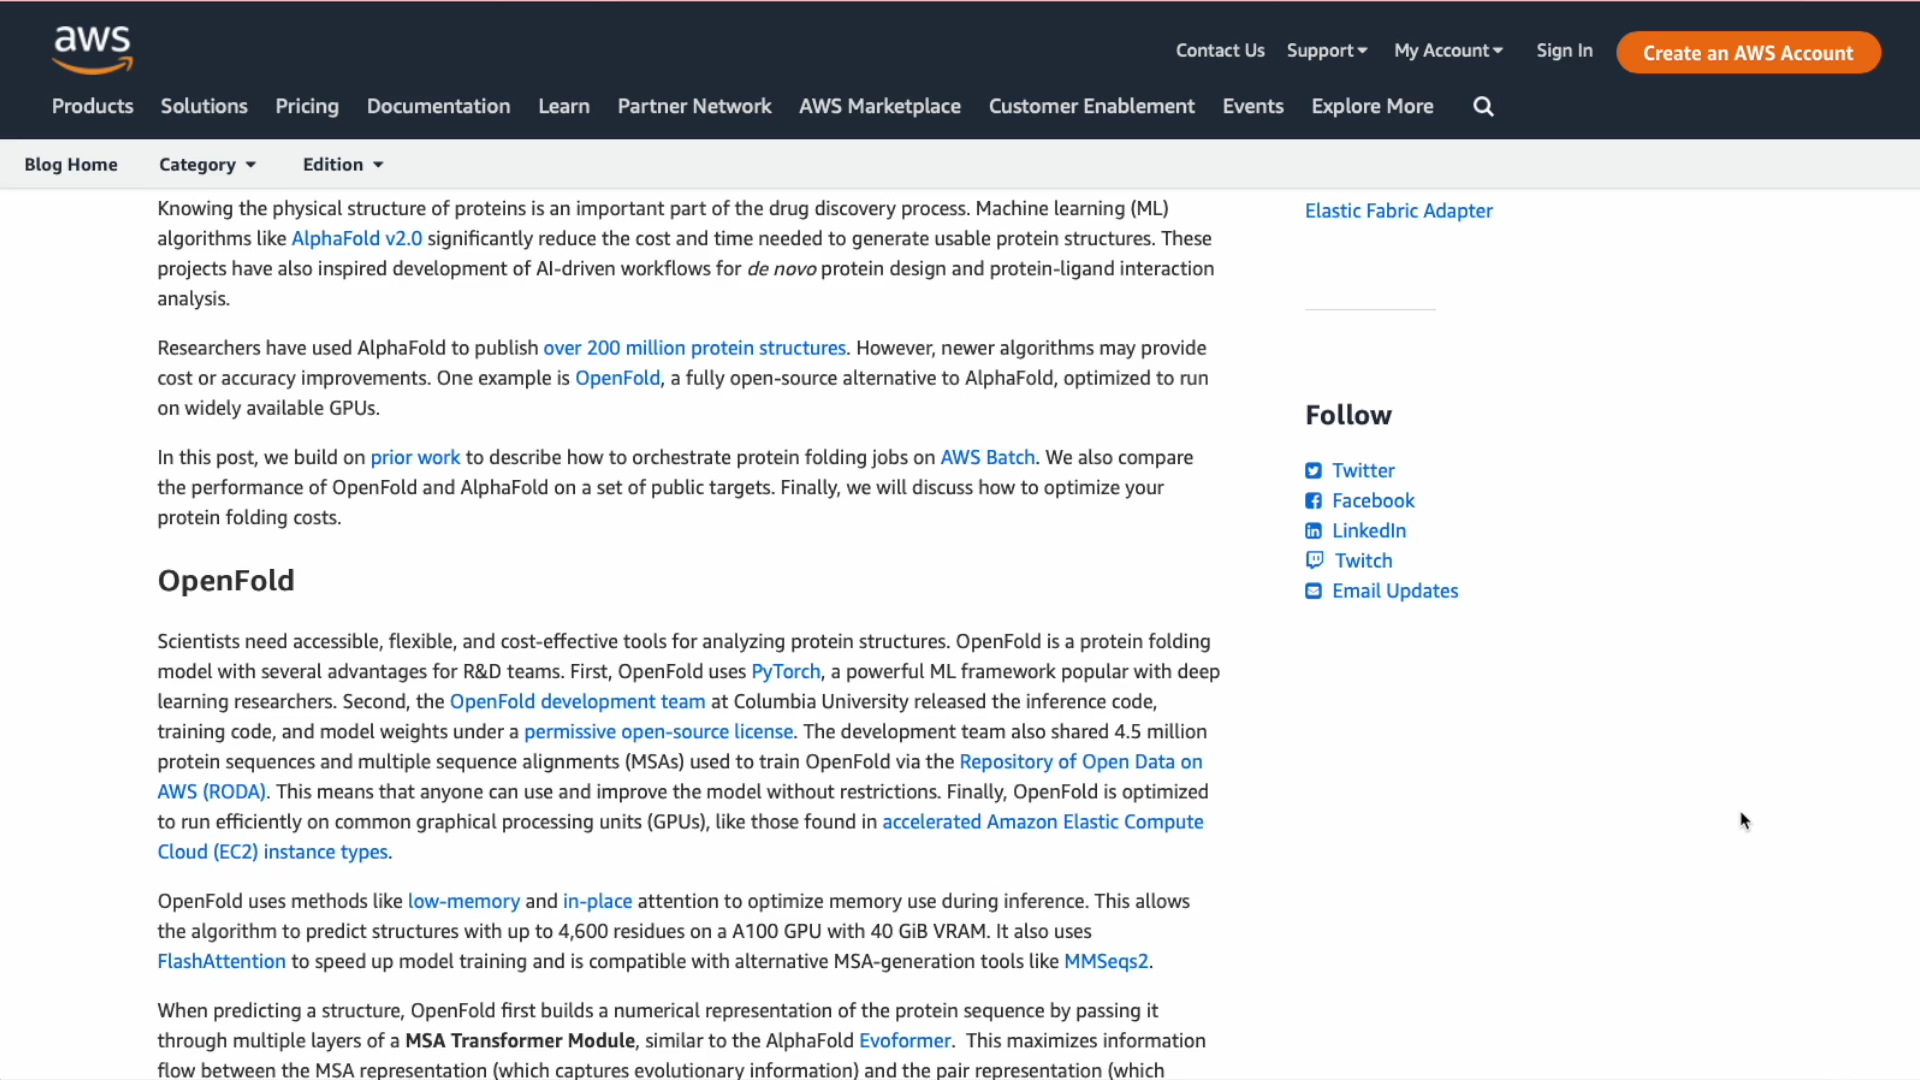 aws
Contact Us Support My Account Sign In Create an AWS Account
Products Solutions Pricing Documentation Learn Partner Network AWS Marketplace Customer Enablement Events Explore More
Blog Home Category Edition
Knowing the physical structure of proteins is an important part of the drug discovery process. Machine learning (ML)
algorithms like AlphaFold v2.0 significantly reduce the cost and time needed to generate usable protein structures. These
projects have also inspired development of AI-driven workflows for de novo protein design and protein-ligand interaction
analysis.
Researchers have used AlphaFold to publish over 200 million protein structures. However, newer algorithms may provide
cost or accuracy improvements. One example is OpenFold, a fully open-source alternative to AlphaFold, optimized to run
on widely available GPUs.
In this post, we build on prior work to describe how to orchestrate protein folding jobs on AWS Batch. We also compare
the performance of OpenFold and AlphaFold on a set of public targets. Finally, we will discuss how to optimize your
protein folding costs.
OpenFold
Scientists need accessible, flexible, and cost-effective tools for analyzing protein structures. OpenFold is a protein folding
model with several advantages for R&D teams. First, OpenFold uses PyTorch, a powerful ML framework popular with deep
learning researchers. Second, the OpenFold development team at Columbia University released the inference code,
training code, and model weights under a permissive open-source license. The development team also shared 4.5 million
protein sequences and multiple sequence alignments (MSAs) used to train OpenFold via the Repository of Open Data on
AWS (RODA). This means that anyone can use and improve the model without restrictions. Finally, OpenFold is optimized
to run efficiently on common graphical processing units (GPUs), like those found in accelerated Amazon Elastic Compute
Cloud (EC2) instance types.
OpenFold uses methods like low-memory and in-place attention to optimize memory use during inference. This allows
the algorithm to predict structures with up to 4,600 residues on a A100 GPU with 40 GiB VRAM. It also uses
FlashAttention to speed up model training and is compatible with alternative MSA-generation tools like MMSeqs2.
When predicting a structure, OpenFold first builds a numerical representation of the protein sequence by passing it
through multiple layers of a MSA Transformer Module, similar to the AlphaFold Evoformer. This maximizes information
flow between the MSA representation (which captures evolutionary information) and the pair representation (which
Elastic Fabric Adapter
Follow
Twitter
Facebook
LinkedIn
Twitch
Email Updates